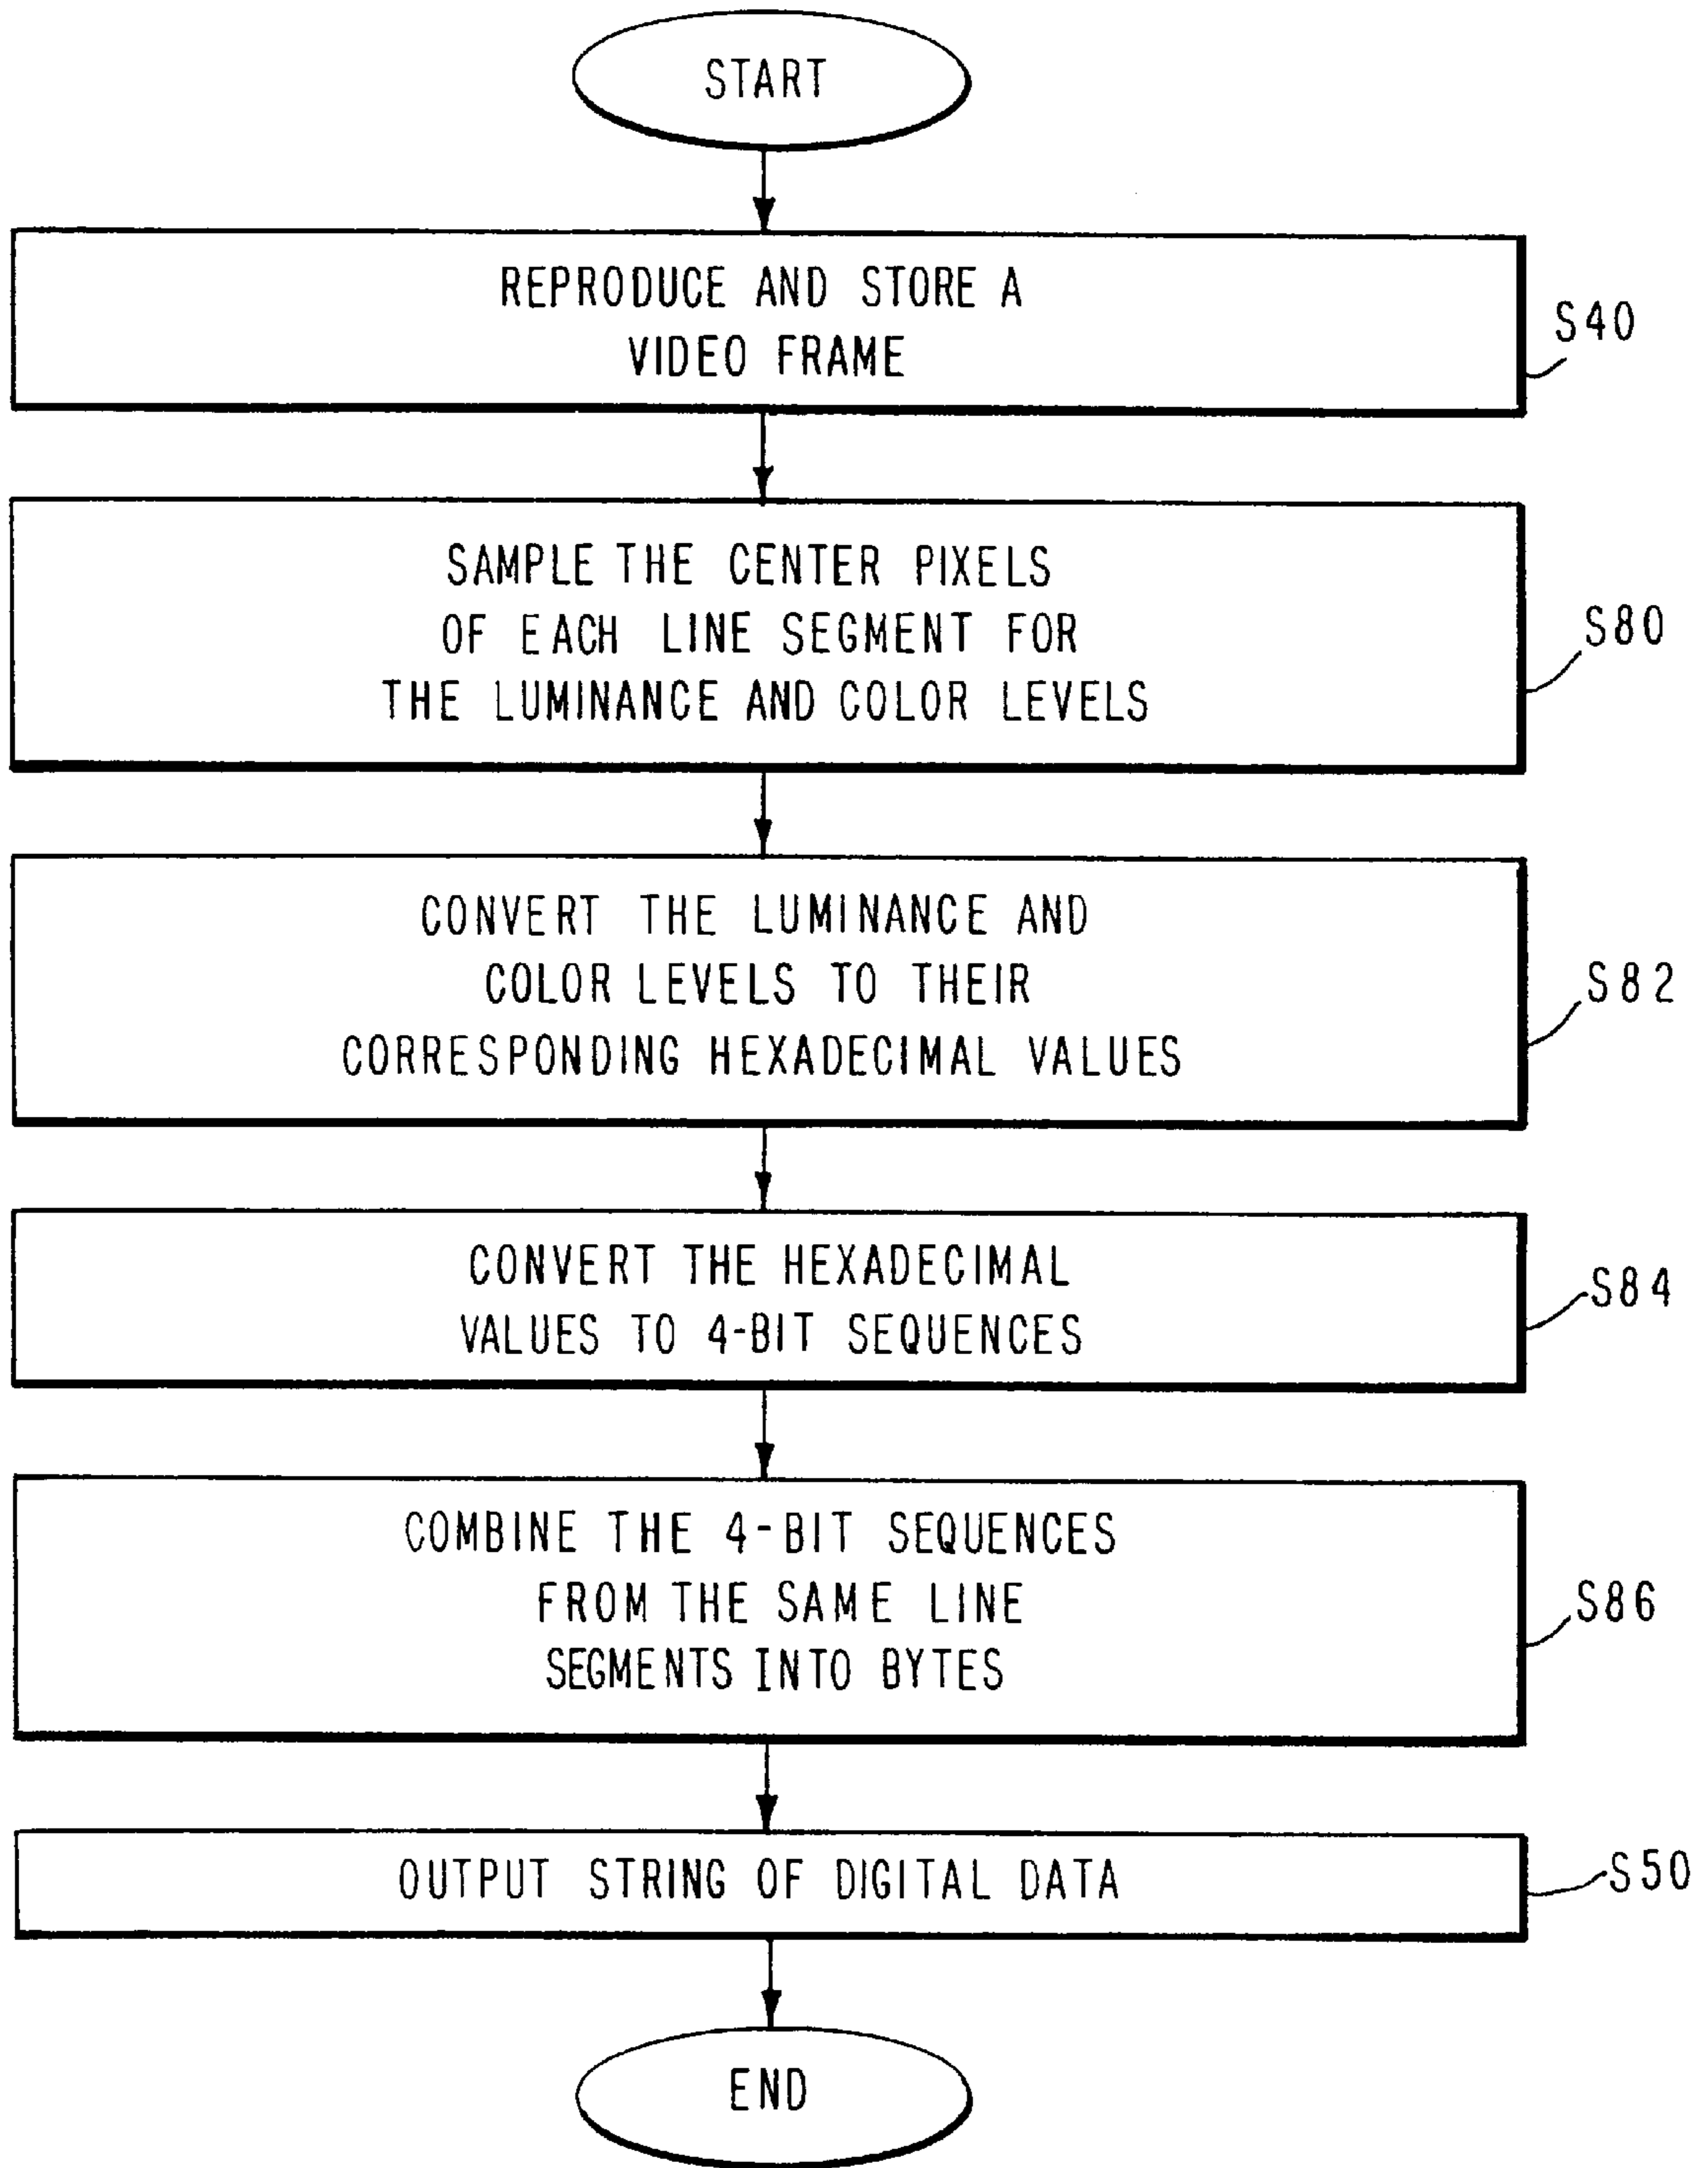 START
REPRODUCE AND STORE A
VIDEO FRAME
S40
SAMPLE THE CENTER PIXELS
OF EACH LINE SEGMENT FOR
THE LUMINANCE AND COLOR LEVELS
S80
CONVERT THE LUMINANCE AND
COLOR LEVELS TO THEIR
CORRESPONDING HEXADECIMAL VALUES
S82
CONVERT THE HEXADECIMAL
VALUES TO 4-BIT SEQUENCES
S84
COMBINE THE 4-BIT SEQUENCES
FROM THE SAME LINE
SEGMENTS INTO BYTES
S86
OUTPUT STRING OF DIGITAL DATA
S50
END